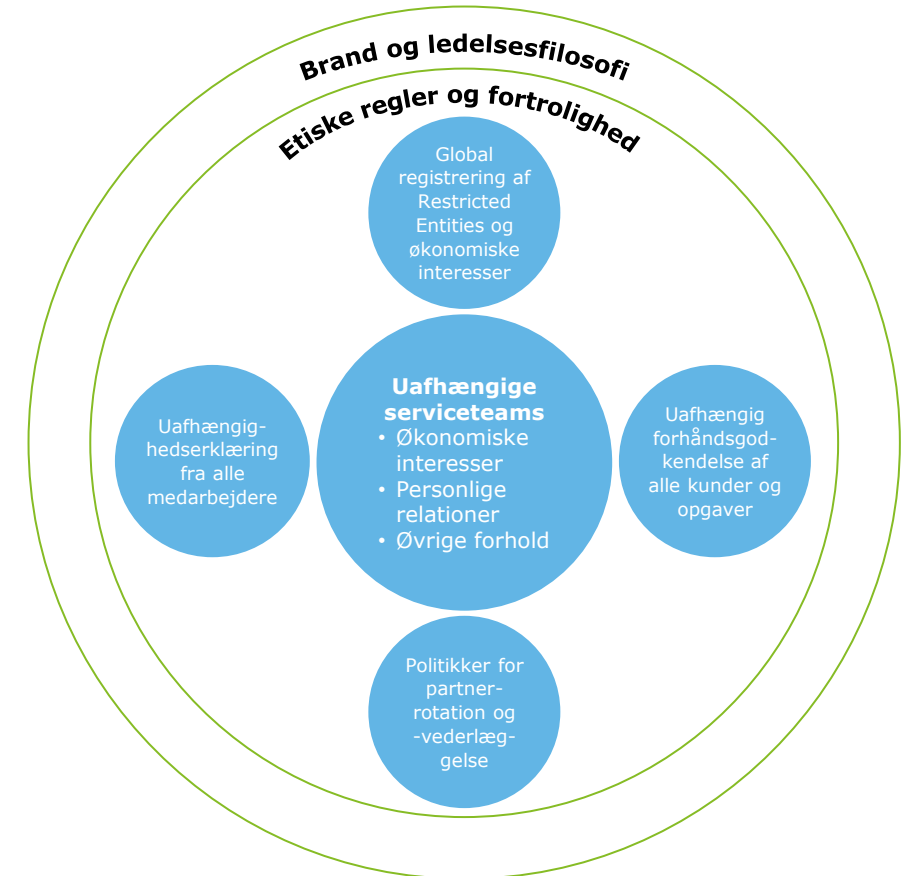 Brand og ledelsesfilosofi
Etiske regler og fortrolighed
Global
registrering af
Restricted
Entities og
økonomiske
interesser
Uafhængig-
hedserklæring
fra alle
medarbejdere
Uafhængige
serviceteams
• Økonomiske
interesser
• Personlige
relationer
• Øvrige forhold
Uafhængig
forhåndsgod-
kendelse af
alle kunder og
opgaver
Politikker for
partner-
rotation og
-vederlæg-
gelse